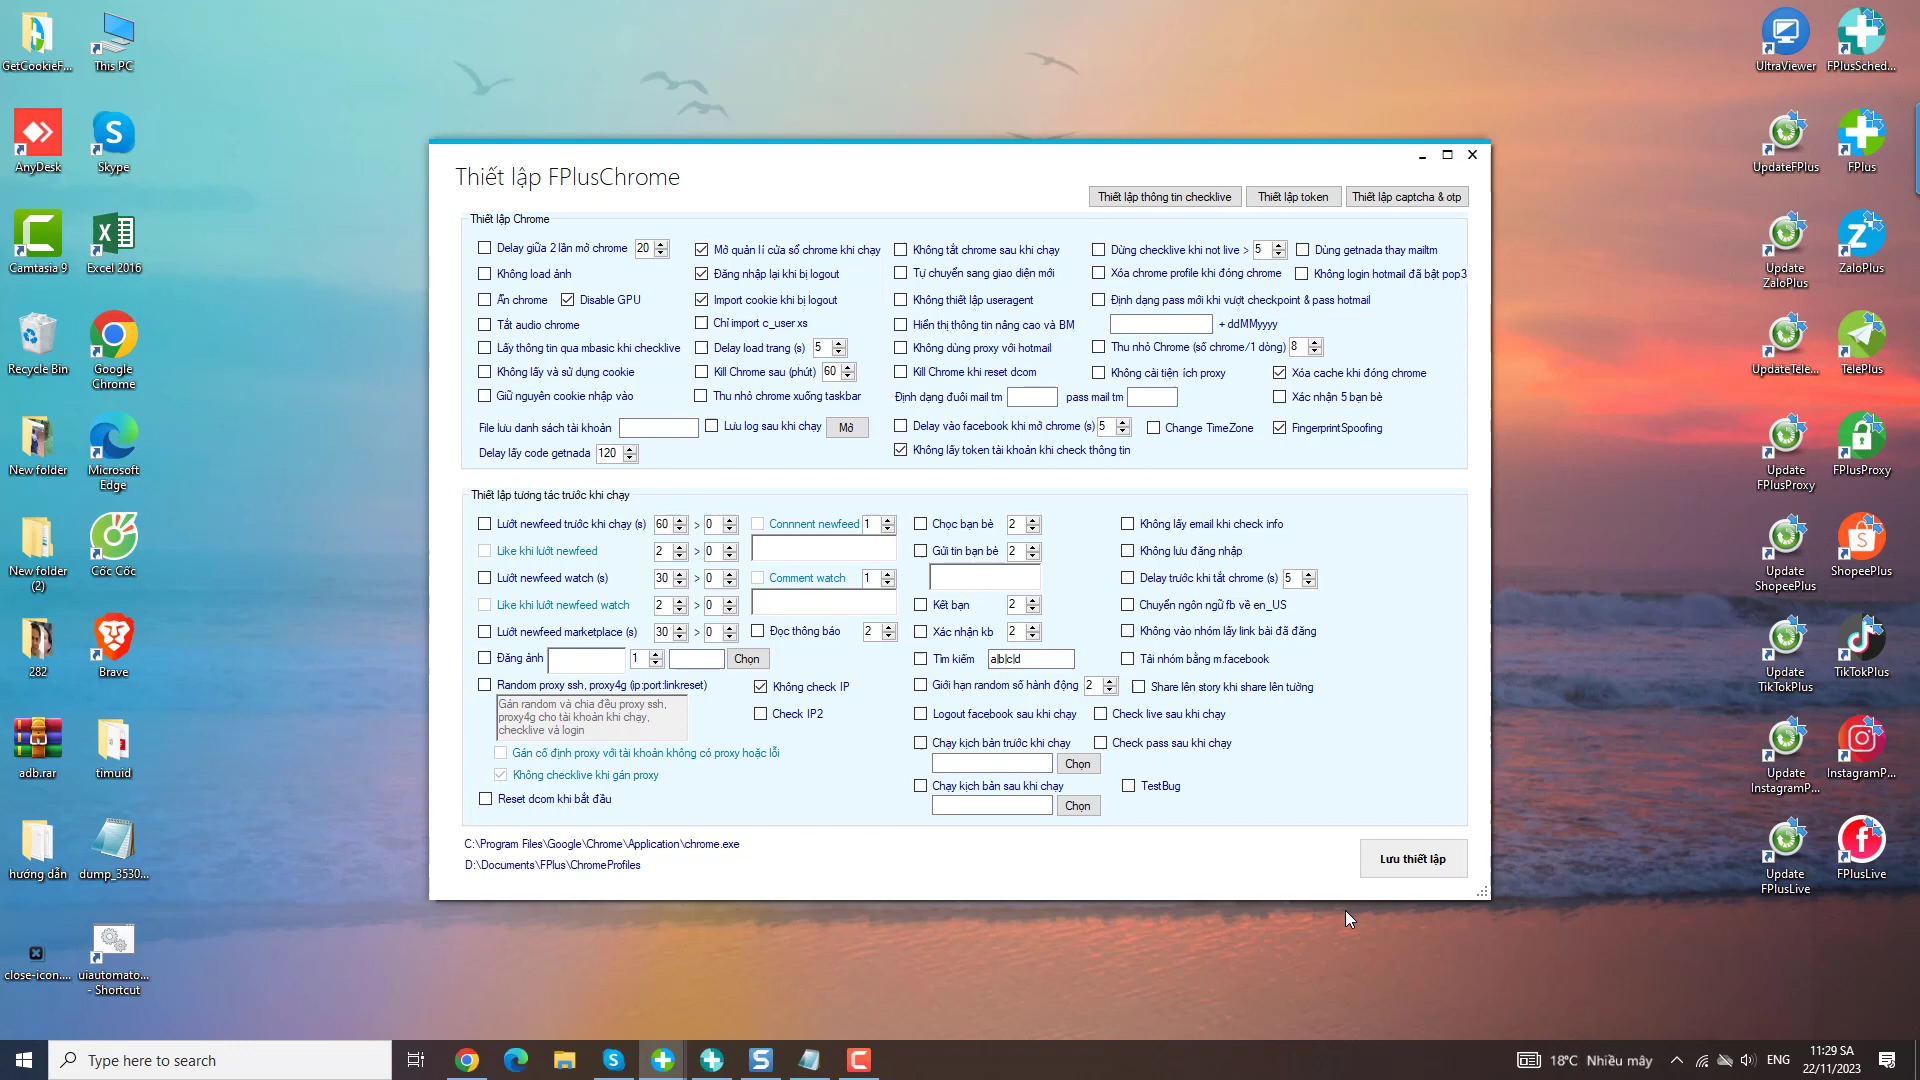 GetCookieF...
This PC
AnyDesk
Skype
Camtasia 9
Excel 2016
Recycle Bin
Google Chrome
New folder
Microsoft Edge
New folder (2)
Cốc Cốc
282
Brave
adb.rar
timuid
hướng dẫn
dump_3530...
close-icon....
uiautomato... - Shortcut
UltraViewer
FPlusSched...
UpdateFPlus
FPlus
Update ZaloPlus
ZaloPlus
UpdateTele...
TelePlus
Update FPlusProxy
FPlusProxy
Update ShopeePlus
ShopeePlus
Update TikTokPlus
TikTokPlus
Update InstagramP...
InstagramP...
Update FPlusLive
FPlusLive
Thiết lập FPlusChrome
Thiết lập thông tin checklive
Thiết lập token
Thiết lập captcha & otp
Thiết lập Chrome
Delay giữa 2 lần mở chrome 20
Mở quản lí cửa sổ chrome khi chạy
Không tắt chrome sau khi chạy
Dừng checklive khi not live > 5
Dùng getnada thay mailtm
Không load ảnh
Đăng nhập lại khi bị logout
Tự chuyển sang giao diện mới
Xóa chrome profile khi đóng chrome
Không login hotmail đã bật pop3
Ẩn chrome
Disable GPU
Import cookie khi bị logout
Không thiết lập useragent
Định dạng pass mới khi vượt checkpoint & pass hotmail
Tắt audio chrome
Chỉ import c_user xs
Hiển thị thông tin nâng cao và BM
+ ddMMyyyy
Lấy thông tin qua mbasic khi checklive
Delay load trang (s) 5
Không dùng proxy với hotmail
Thu nhỏ Chrome (số chrome/1 dòng) 8
Không lấy và sử dụng cookie
Kill Chrome sau (phút) 60
Kill Chrome khi reset dcom
Không cài tiện ích proxy
Xóa cache khi đóng chrome
Giữ nguyên cookie nhập vào
Thu nhỏ chrome xuống taskbar
Định dạng đuôi mail tm
pass mail tm
Xác nhận 5 bạn bè
File lưu danh sách tài khoản
Lưu log sau khi chạy
Mở
Delay vào facebook khi mở chrome (s) 5
Change TimeZone
FingerprintSpoofing
Delay lấy code getnada 120
Không lấy token tài khoản khi check thông tin
Thiết lập tương tác trước khi chạy
Lướt newfeed trước khi chạy (s) 60 > 0
Connnent newfeed 1
Chọc bạn bè 2
Không lấy email khi check info
Like khi lướt newfeed 2 > 0
Gửi tin bạn bè 2
Không lưu đăng nhập
Lướt newfeed watch (s) 30 > 0
Comment watch 1
Delay trước khi tắt chrome (s) 5
Like khi lướt newfeed watch 2 > 0
Kết bạn 2
Chuyển ngôn ngữ fb về en_US
Lướt newfeed marketplace (s) 30 > 0
Đọc thông báo 2
Xác nhận kb 2
Không vào nhóm lấy link bài đã đăng
Đăng ảnh 1
Chọn
Tìm kiếm a|b|c|d
Tải nhóm bằng m.facebook
Random proxy ssh, proxy4g (ip:port:linkreset)
Không check IP
Giới hạn random số hành động 2
Share lên story khi share lên tường
Gán random và chia đều proxy ssh,
proxy4g cho tài khoản khi chạy,
checklive và login
Check IP2
Logout facebook sau khi chạy
Check live sau khi chạy
Gán cố định proxy với tài khoản không có proxy hoặc lỗi
Chạy kịch bản trước khi chạy
Check pass sau khi chạy
Chọn
Không checklive khi gán proxy
Chạy kịch bản sau khi chạy
TestBug
Reset dcom khi bắt đầu
Chọn
C:\Program Files\Google\Chrome\Application\chrome.exe
D:\Documents\FPlus\ChromeProfiles
Lưu thiết lập
Type here to search
18°C Nhiều mây
ENG
11:29 SA
22/11/2023